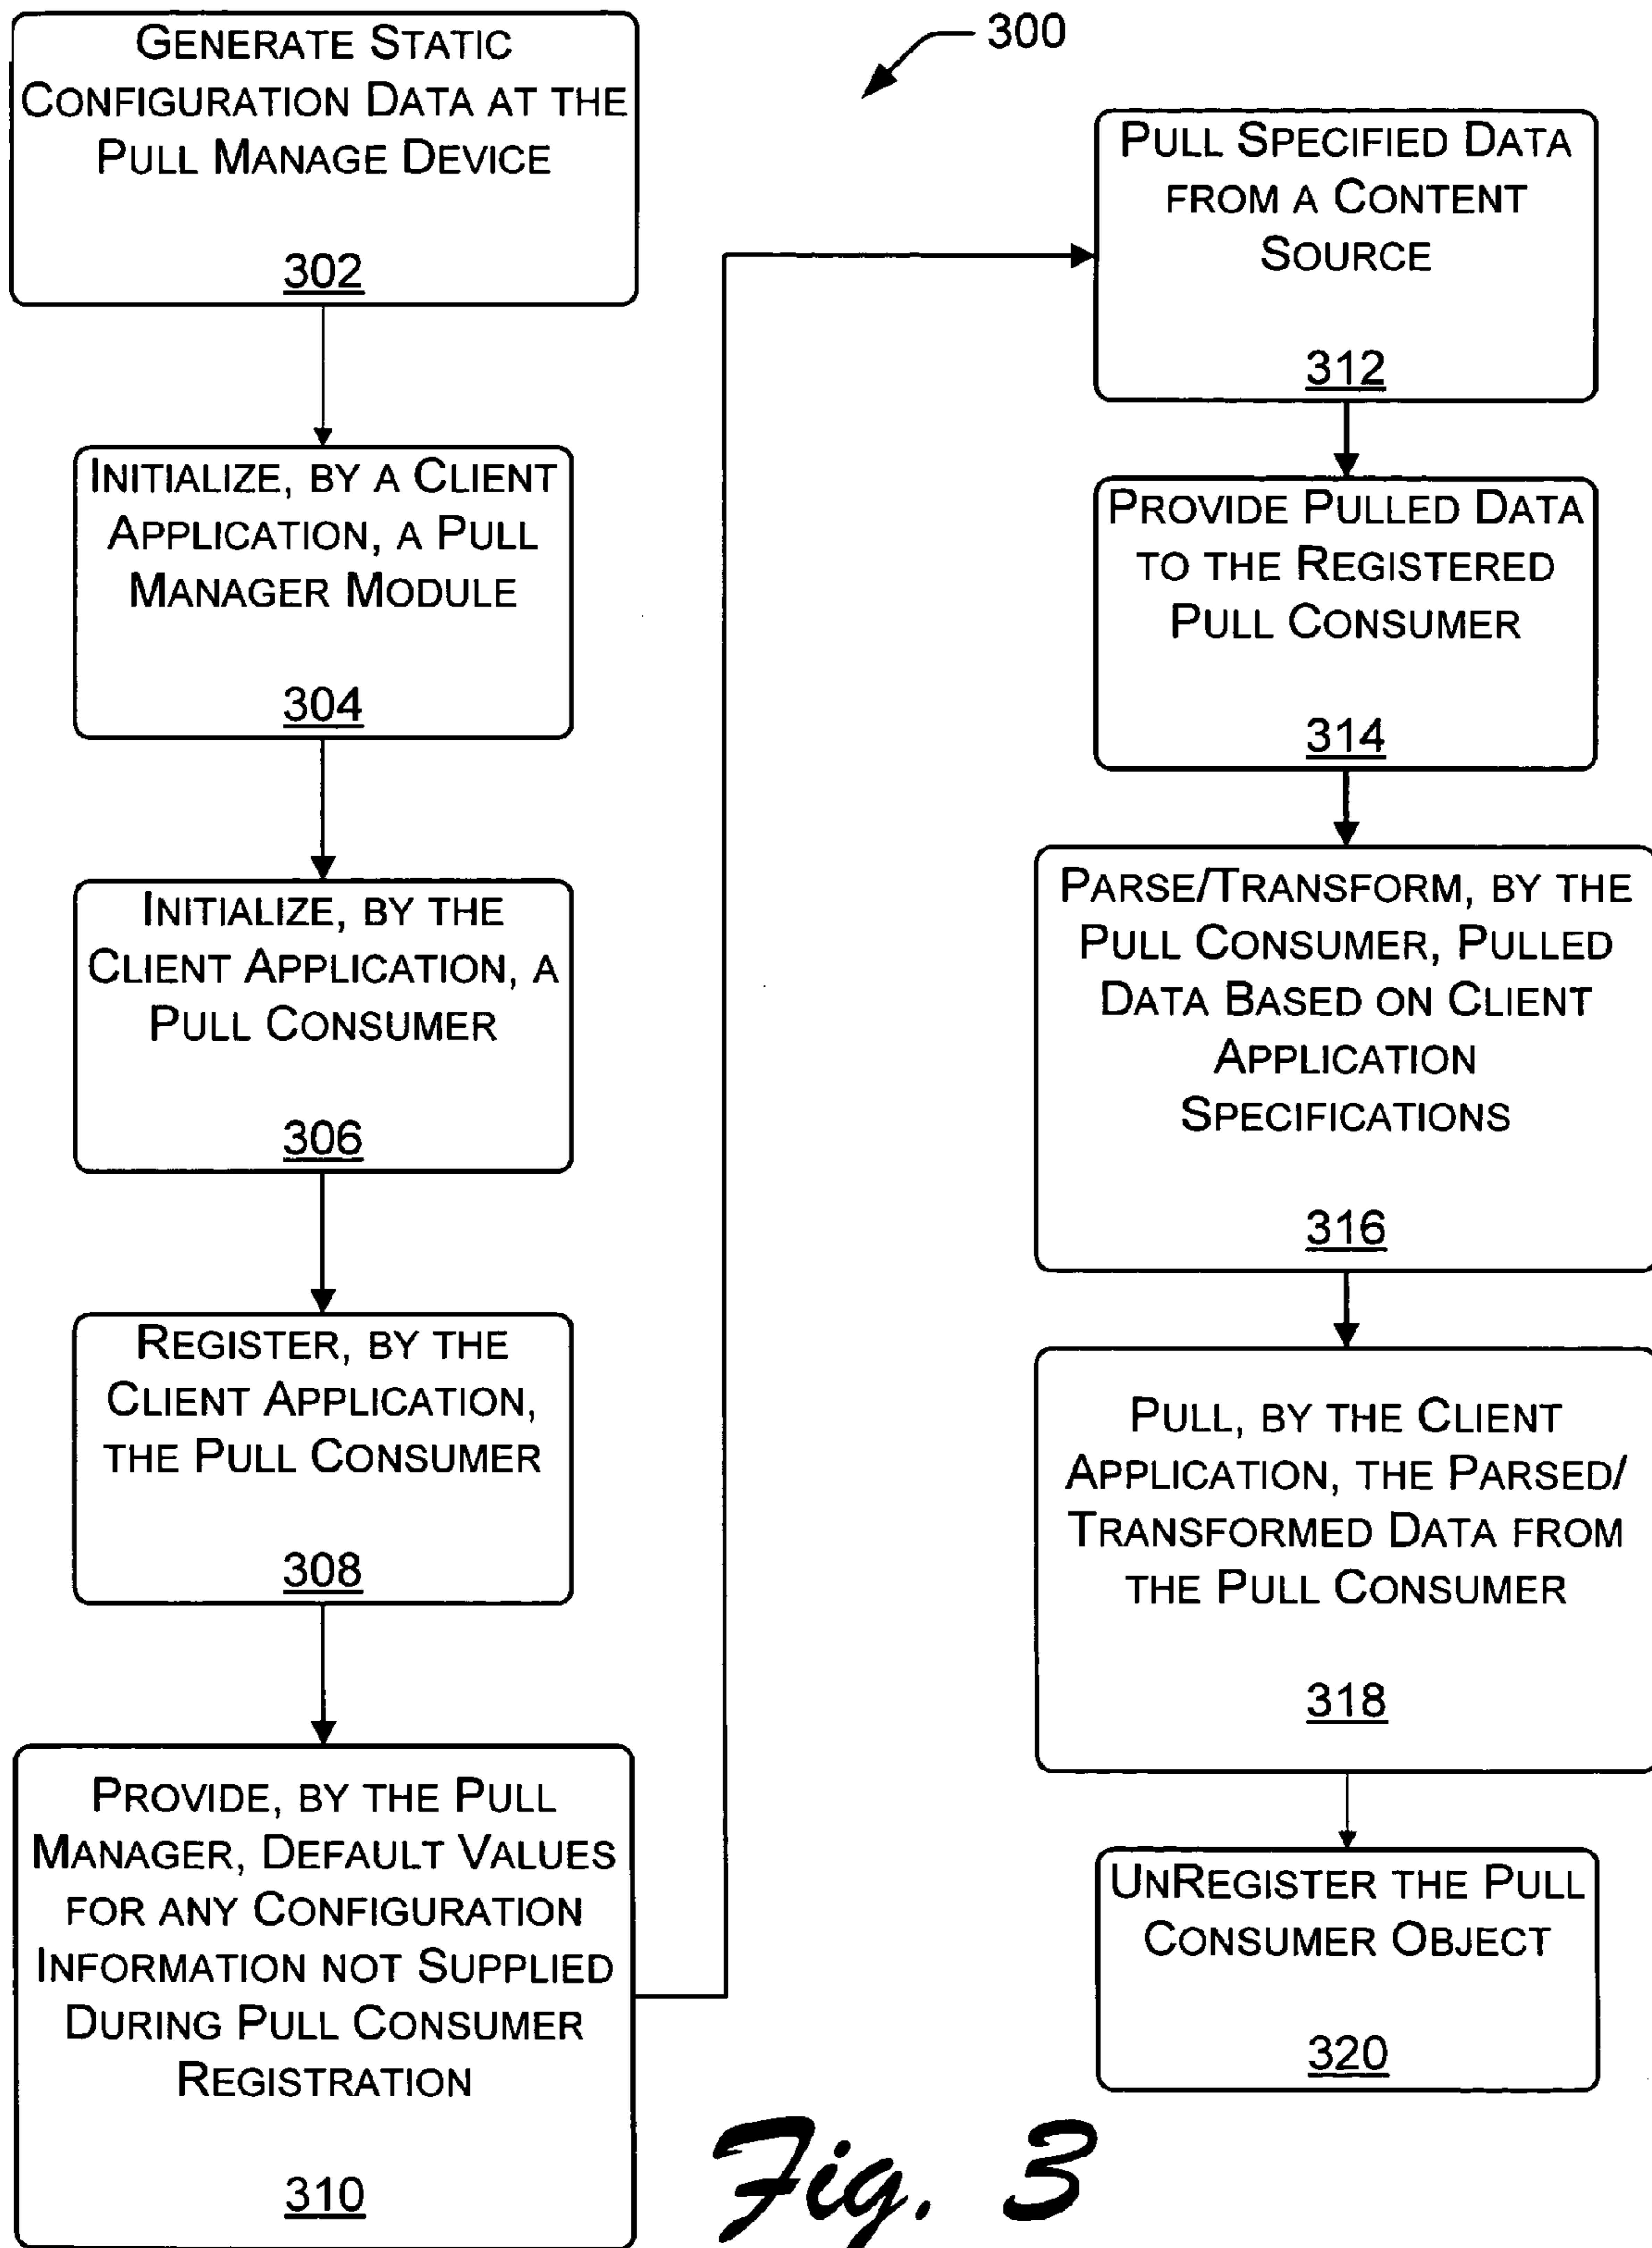 GENERATE STATIC
CONFIGURATION DATA AT THE
PULL MANAGE DEVICE
302
INITIALIZE, BY A CLIENT
APPLICATION, A PULL
MANAGER MODULE
304
INITIALIZE, BY THE
CLIENT APPLICATION, A
PULL CONSUMER
306
REGISTER, BY THE
CLIENT APPLICATION,
THE PULL CONSUMER
308
PROVIDE, BY THE PULL
MANAGER, DEFAULT VALUES
FOR ANY CONFIGURATION
INFORMATION NOT SUPPLIED
DURING PULL CONSUMER
REGISTRATION
310
300
PULL SPECIFIED DATA
FROM A CONTENT
SOURCE
312
PROVIDE PULLED DATA
TO THE REGISTERED
PULL CONSUMER
314
PARSE/TRANSFORM, BY THE
PULL CONSUMER, PULLED
DATA BASED ON CLIENT
APPLICATION
SPECIFICATIONS
316
PULL, BY THE CLIENT
APPLICATION, THE PARSED/
TRANSFORMED DATA FROM
THE PULL CONSUMER
318
UNREGISTER THE PULL
CONSUMER OBJECT
320
Fig. 3